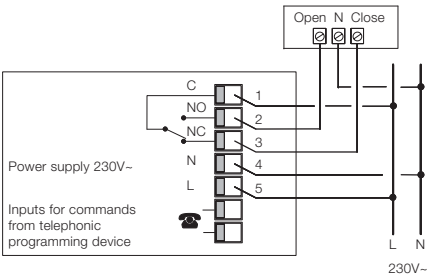 Open N Close
C
1
NO
2
NC
3
Power supply 230V~
N
4
L
5
Inputs for commands
from telephonic
programming device
L N
230V~